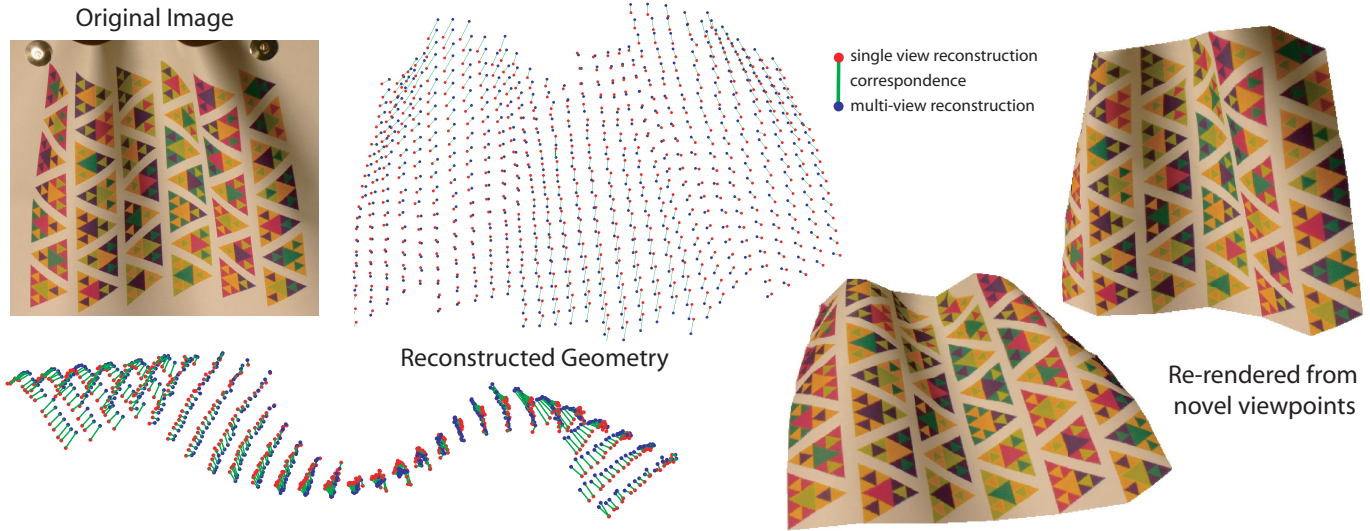 Original Image
single view reconstruction
correspondence
multi-view reconstruction
Reconstructed Geometry
Re-rendered from
novel viewpoints